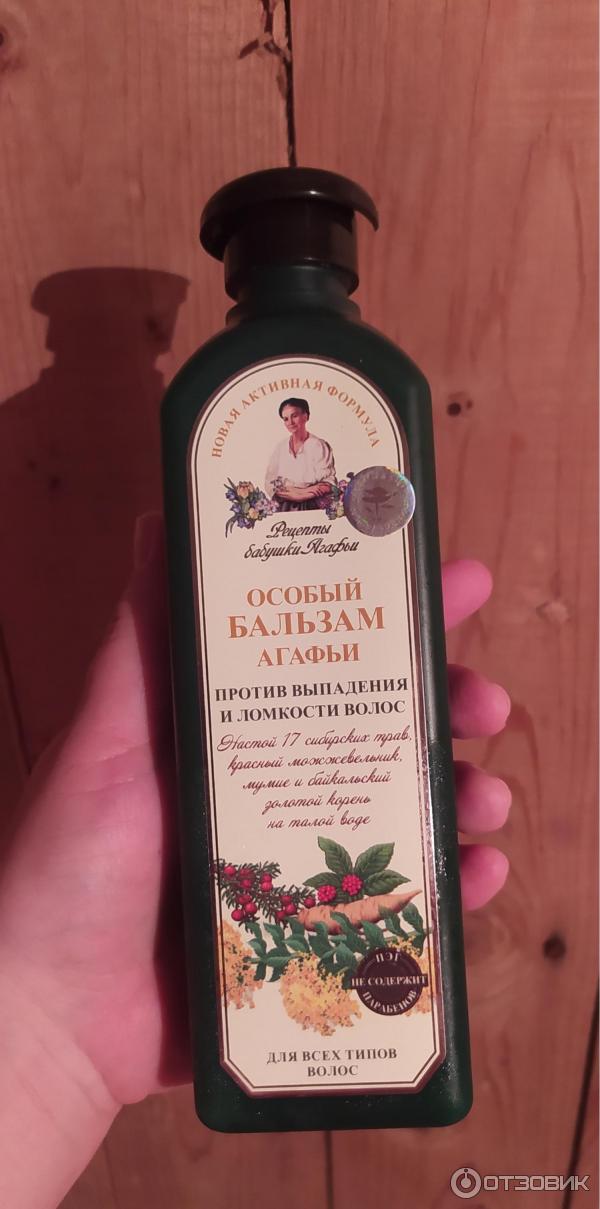 НОВАЯ АКТИВНАЯ ФОРМУЛА
Рецепты
бабушки Агафьи
ОСОБЫЙ
БАЛЬЗАМ
АГАФЬИ
ПРОТИВ ВЫПАДЕНИЯ
И ЛОМКОСТИ ВОЛОС
Настой 17 сибирских трав,
красный можжевельник,
мумие и байкальский
золотой корень
на талой воде
ПЭГ
НЕ СОДЕРЖИТ
ПАРАБЕНОВ
ДЛЯ ВСЕХ ТИПОВ
ВОЛОС
ОТЗОВИК